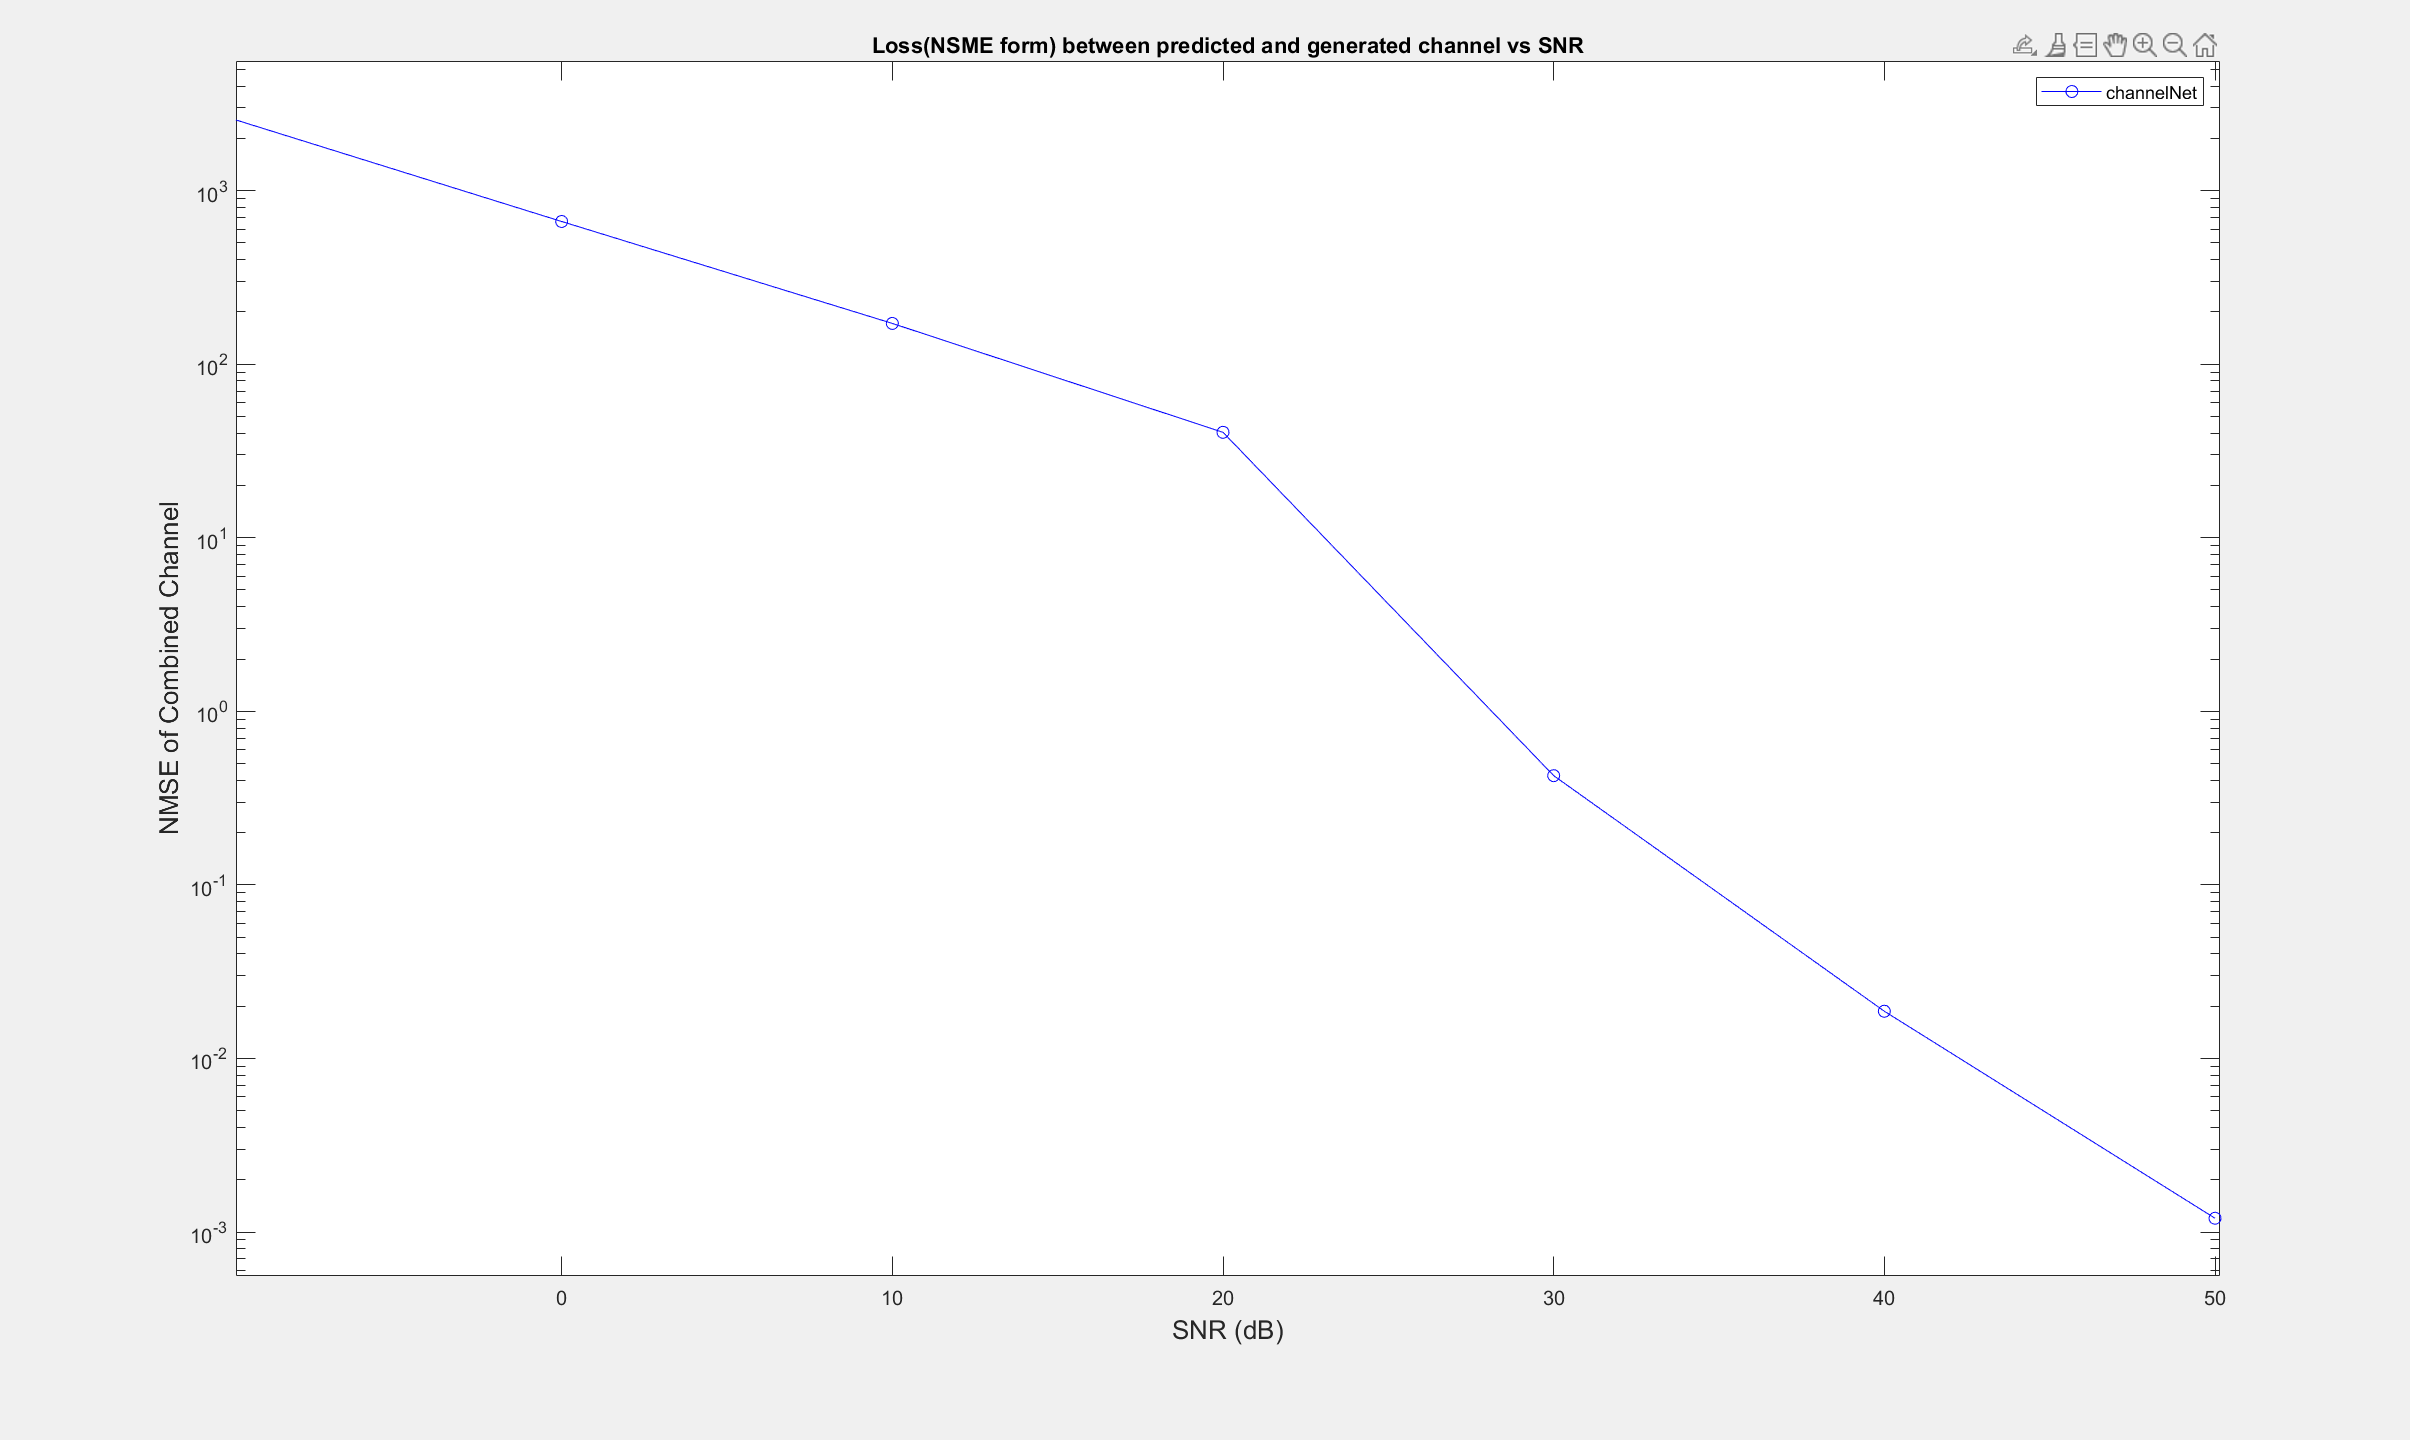 Loss(NSME form) between predicted and generated channel vs SNR
channelNet
NMSE of Combined Channel
10^3
10^2
10^1
10^0
10^-1
10^-2
10^-3
0 10 20 30 40 50
SNR (dB)